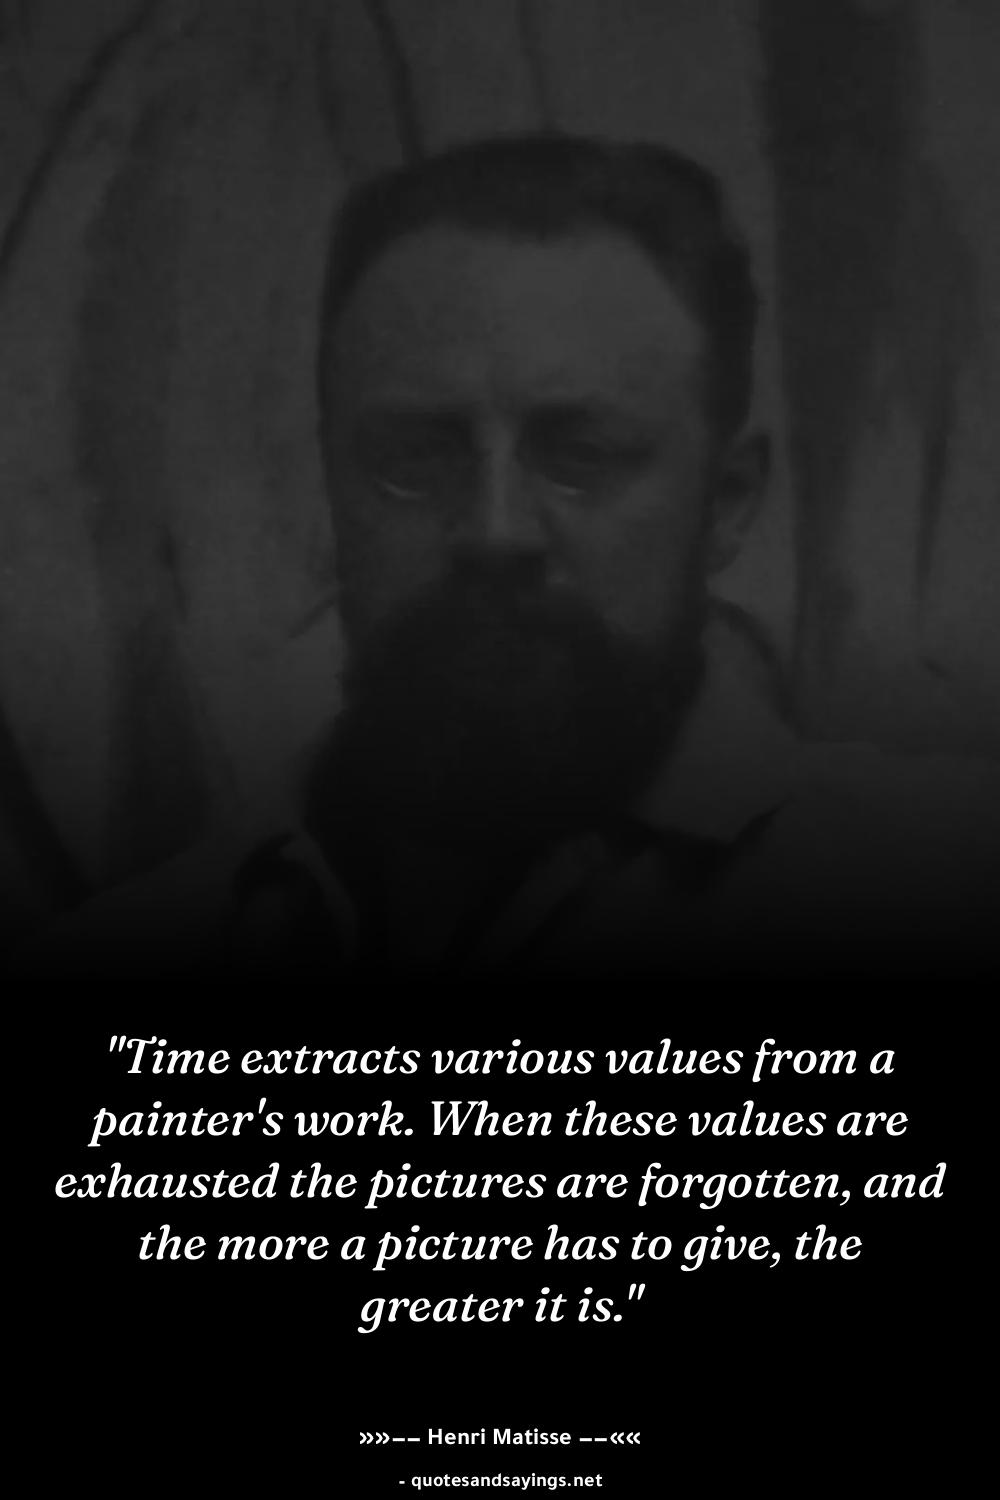 "Time extracts various values from a
painter's work. When these values are
exhausted the pictures are forgotten, and
the more a picture has to give, the
greater it is."
»»–– Henri Matisse ––««
- quotesandsayings.net